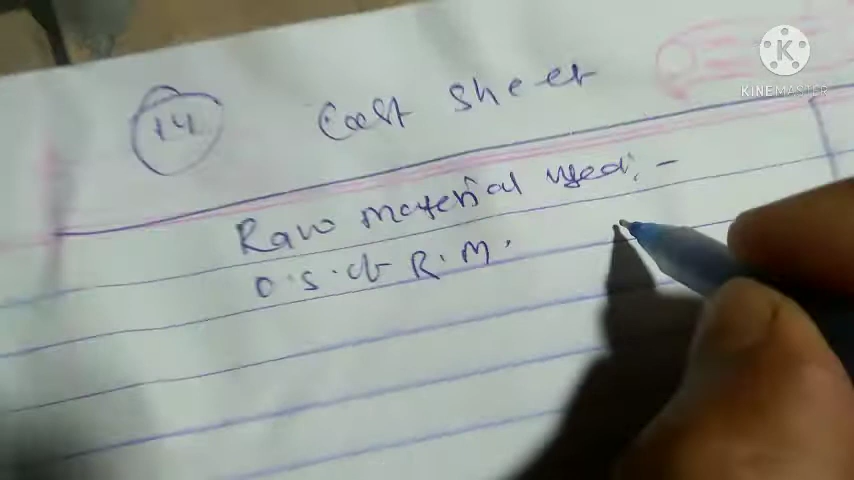 K
KINEMASTER
14
Cost Sheet
Raw material used:-
O.S. of R.M.